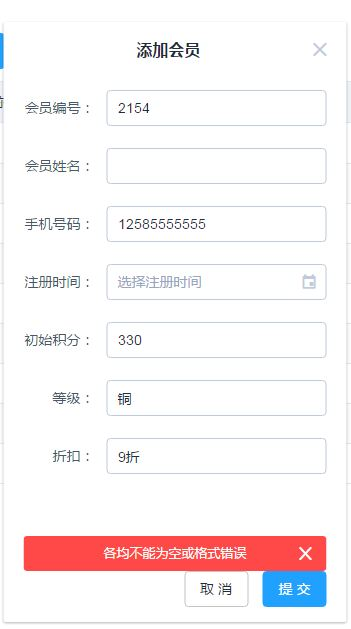 添加会员
会员编号： 2154
会员姓名：
手机号码： 12585555555
注册时间： 选择注册时间
初始积分： 330
等级： 铜
折扣： 9折
各均不能为空或格式错误
取 消 提 交